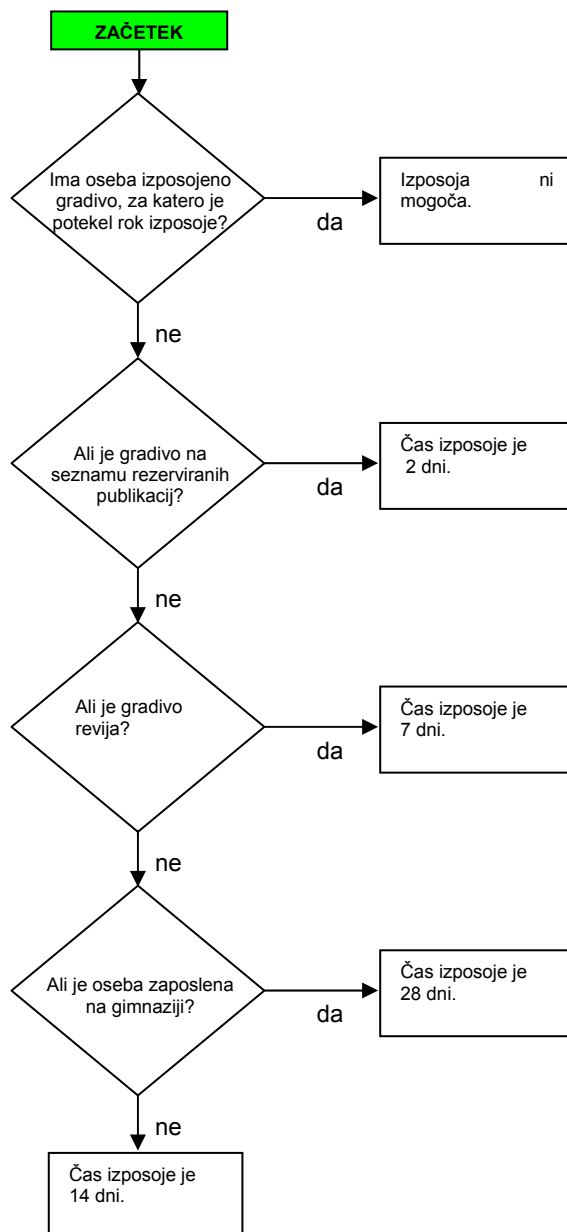 ZAČETEK
Ima oseba izposojeno
gradivo, za katero je
potekel rok izposoje?
da
Izposoja ni
mogoča.
ne
Ali je gradivo na
seznamu rezerviranih
publikacij?
da
Čas izposoje je
2 dni.
ne
Ali je gradivo
revija?
da
Čas izposoje je
7 dni.
ne
Ali je oseba zaposlena
na gimnaziji?
da
Čas izposoje je
28 dni.
ne
Čas izposoje je
14 dni.